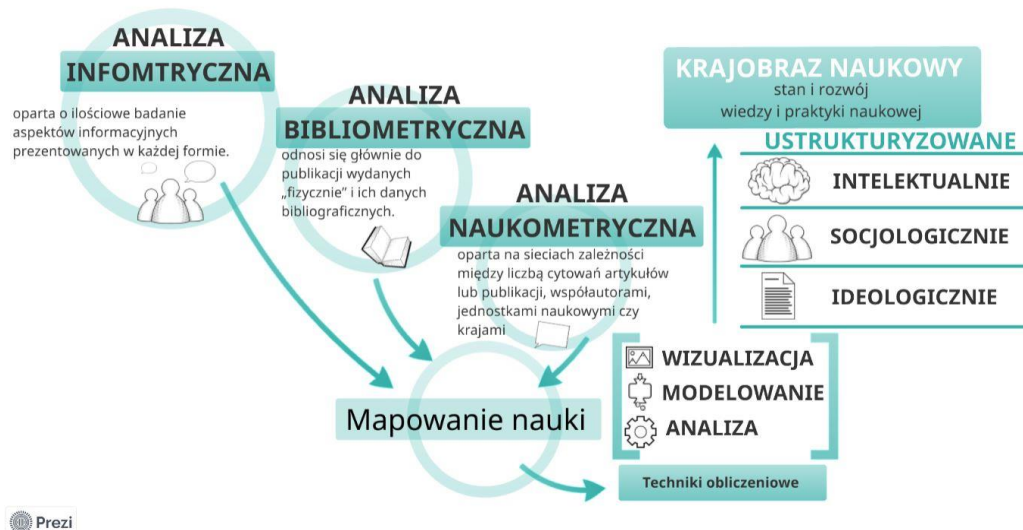 ANALIZA
INFOMTRYCZNA
oparta o ilościowe badanie
aspektów informacyjnych
prezentowanych w każdej formie.
ANALIZA
BIBLIOMETRYCZNA
odnosi się głównie do
publikacji wydanych
„fizycznie” i ich danych
bibliograficznych.
ANALIZA
NAUKOMETRYCZNA
oparta na sieciach zależności
między liczbą cytowań artykułów
lub publikacji, współautorami,
jednostkami naukowymi czy
krajami
Mapowanie nauki
KRAJOBRAZ NAUKOWY
stan i rozwój
wiedzy i praktyki naukowej
USTRUKTURYZOWANE
INTELEKTUALNIE
SOCJOLOGICZNIE
IDEOLOGICZNIE
WIZUALIZACJA
MODELOWANIE
ANALIZA
Techniki obliczeniowe
Prezi